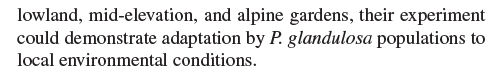 lowland, mid-elevation, and alpine gardens, their experiment
could demonstrate adaptation by P. glandulosa populations to
local environmental conditions.